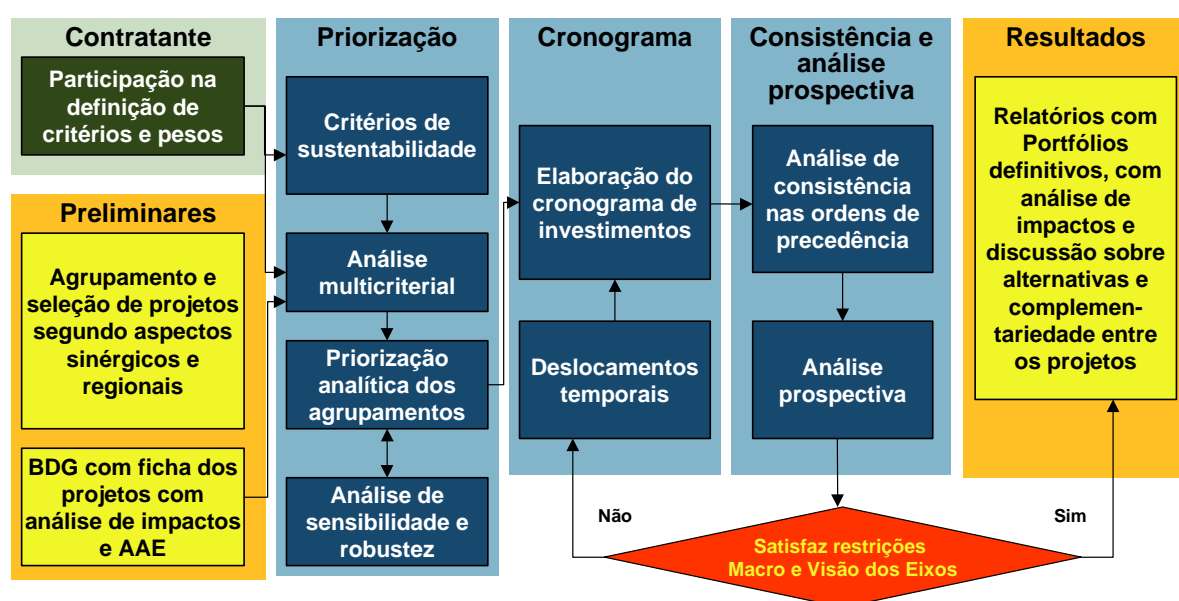 Contratante
Participação na
definição de
critérios e pesos
Preliminares
Agrupamento e
seleção de projetos
segundo aspectos
sinérgicos e
regionais
BDG com ficha dos
projetos com
análise de impactos
e AAE
Priorização
Critérios de
sustentabilidade
Análise
multicriterial
Priorização
analítica dos
agrupamentos
Análise de
sensibilidade e
robustez
Cronograma
Elaboração do
cronograma de
investimentos
Deslocamentos
temporais
Consistência e
análise
prospectiva
Análise de
consistência
nas ordens de
precedência
Análise
prospectiva
Não
Satisfaz restrições
Macro e Visão dos Eixos
Sim
Resultados
Relatórios com
Portfólios
definitivos, com
análise de
impactos e
discussão sobre
alternativas e
complemen-
tariedade entre
os projetos